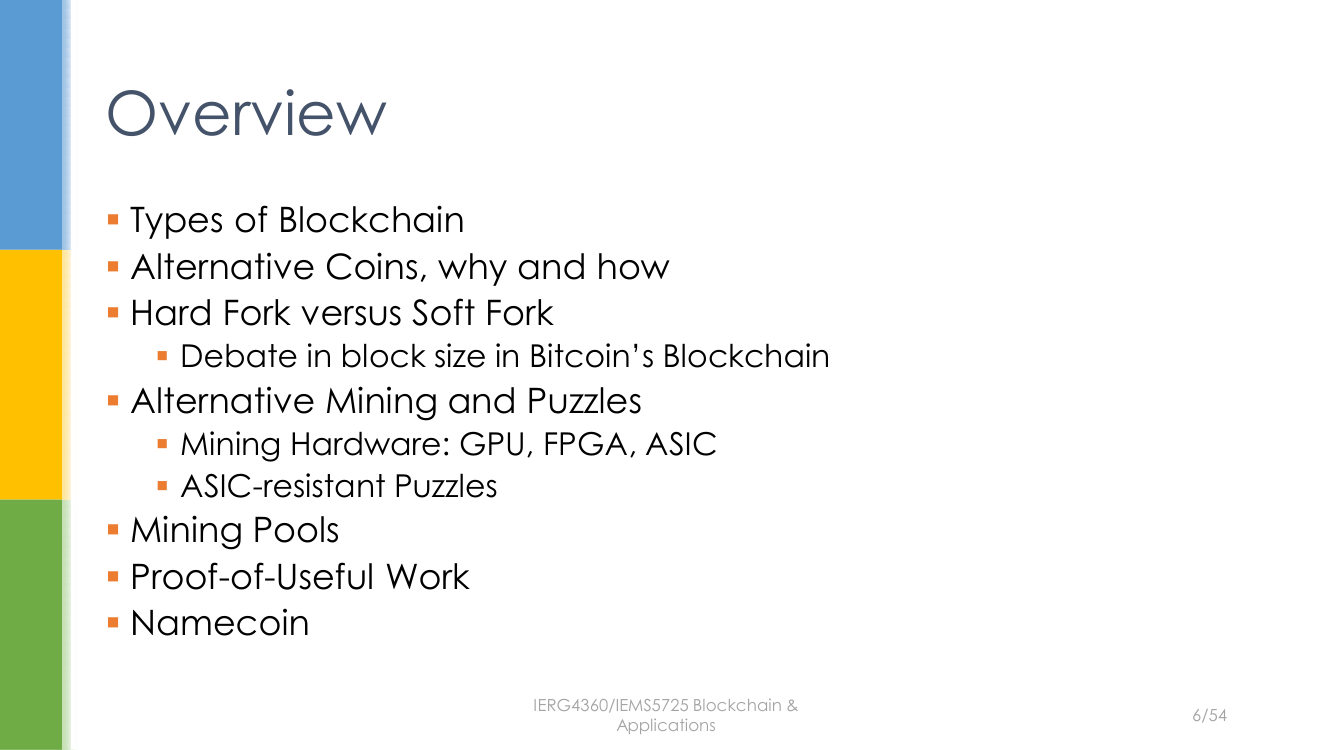 Overview
▪ Types of Blockchain
▪ Alternative Coins, why and how
▪ Hard Fork versus Soft Fork
▪ Debate in block size in Bitcoin’s Blockchain
▪ Alternative Mining and Puzzles
▪ Mining Hardware: GPU, FPGA, ASIC
▪ ASIC-resistant Puzzles
▪ Mining Pools
▪ Proof-of-Useful Work
▪ Namecoin
IERG4360/IEMS5725 Blockchain &
Applications
6/54